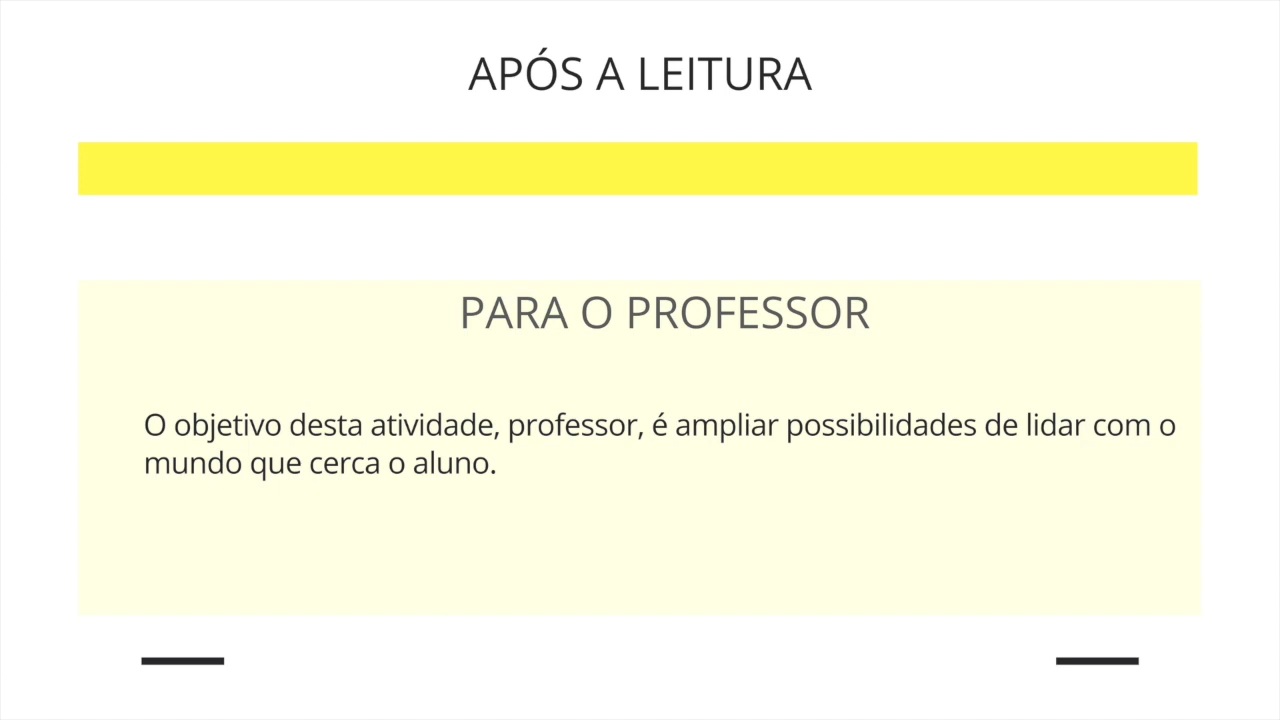 APÓS A LEITURA
PARA O PROFESSOR
O objetivo desta atividade, professor, é ampliar possibilidades de lidar com o
mundo que cerca o aluno.